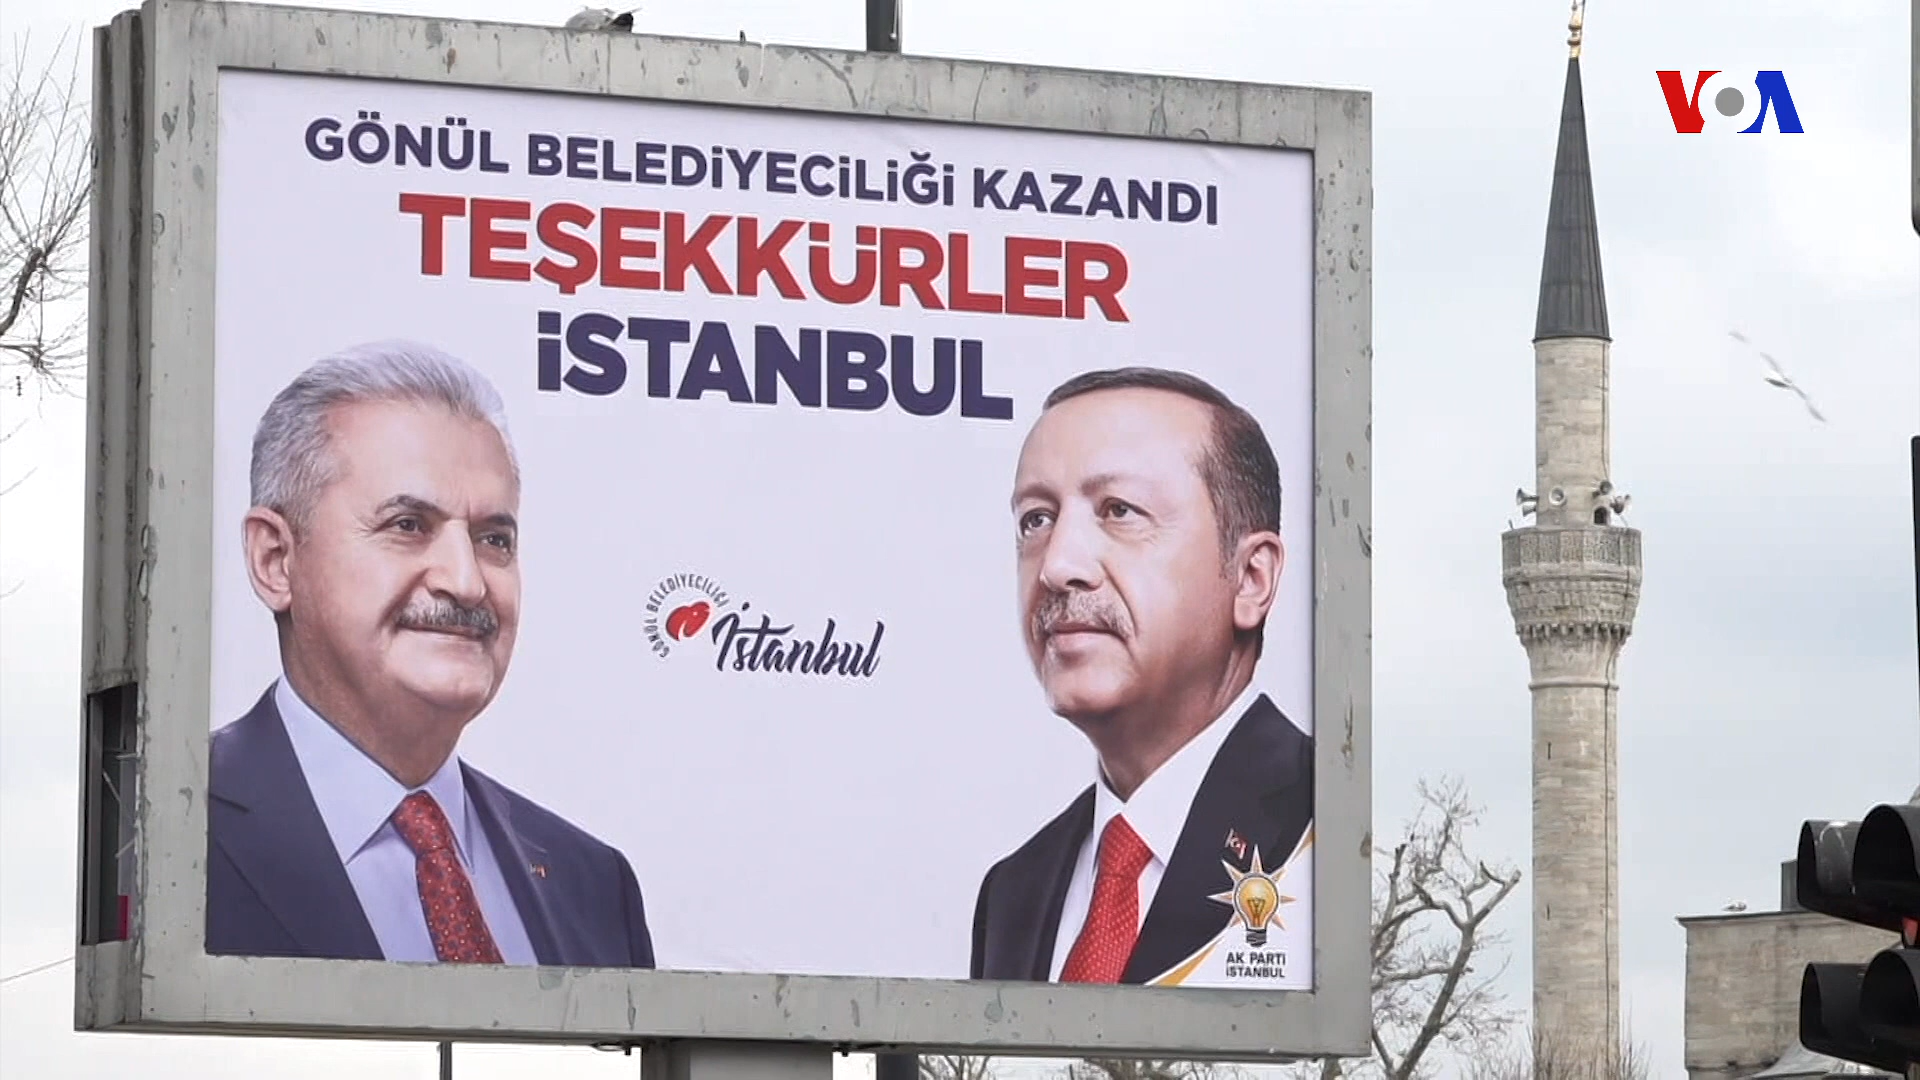 VOA
GÖNÜL BELEDİYECİLİĞİ KAZANDI
TEŞEKKÜRLER
İSTANBUL
GÖNÜL BELEDİYECİLİĞİ
İstanbul
AK PARTİ
İSTANBUL